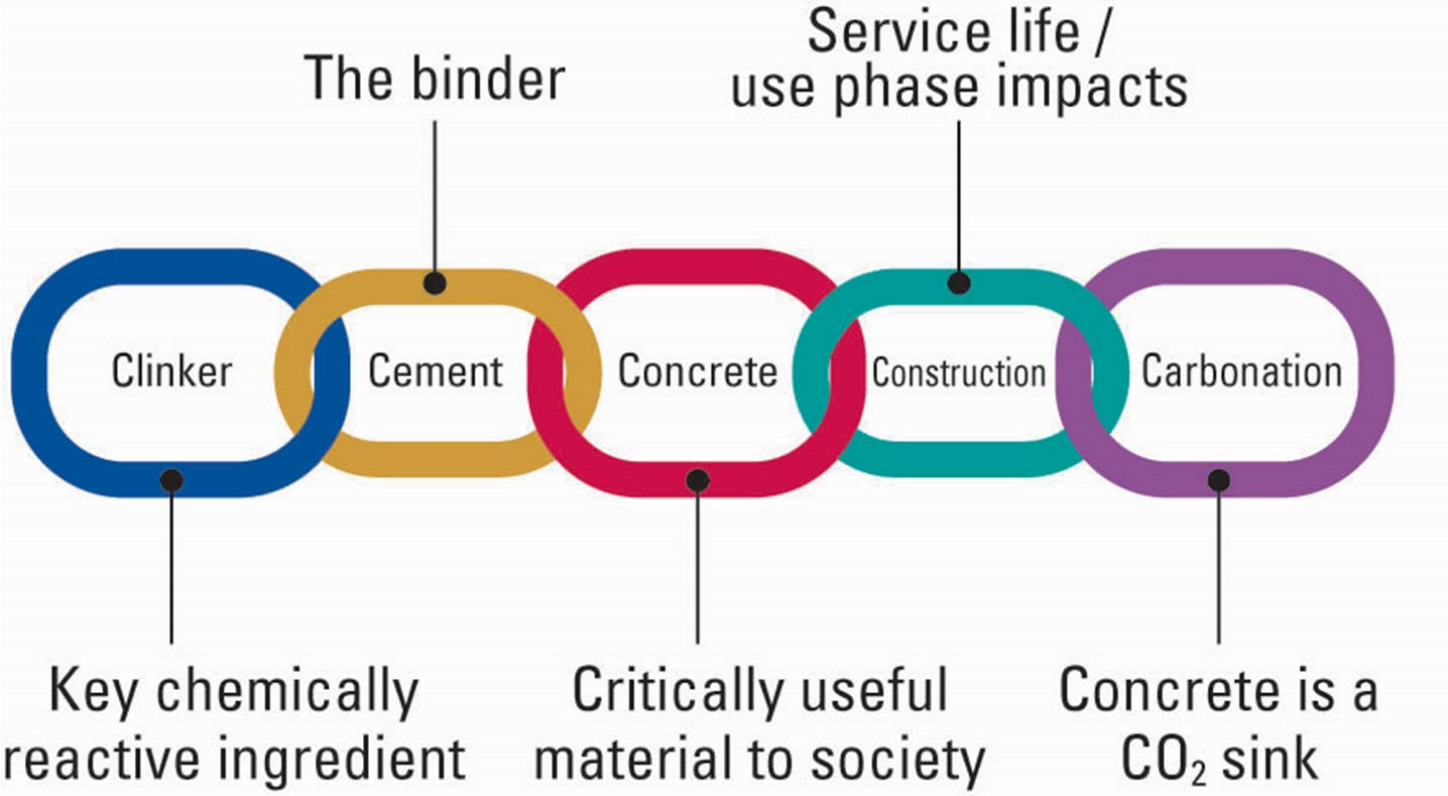 The binder
Service life /
use phase impacts
Clinker
Cement
Concrete
Construction
Carbonation
Key chemically
reactive ingredient
Critically useful
material to society
Concrete is a
CO₂ sink